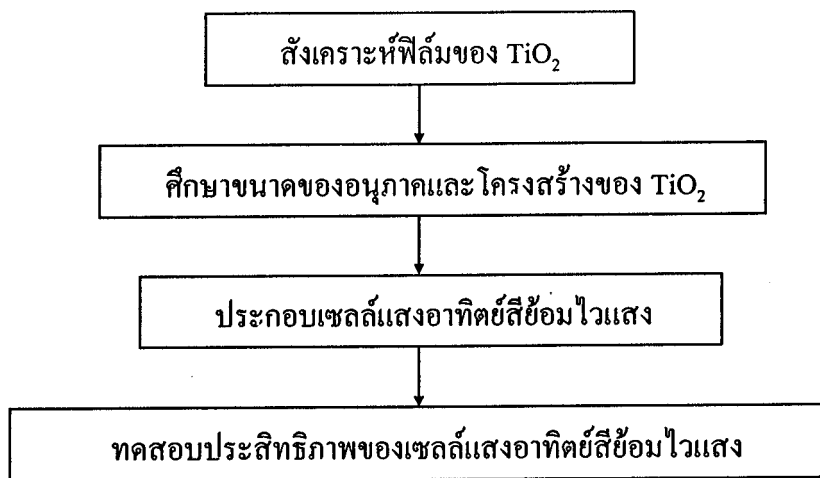 สังเคราะห์ฟิล์มของ TiO₂
ศึกษาขนาดของอนุภาคและโครงสร้างของ TiO₂
ประกอบเซลล์แสงอาทิตย์สีย้อมไวแสง
ทดสอบประสิทธิภาพของเซลล์แสงอาทิตย์สีย้อมไวแสง